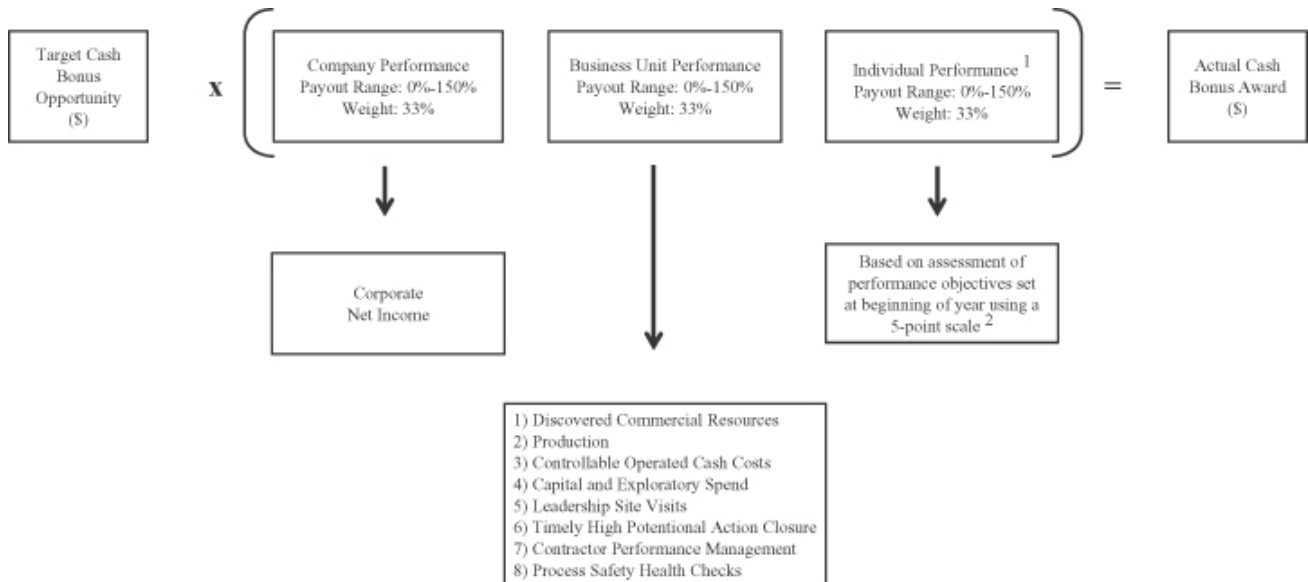 Target Cash
Bonus
Opportunity
($)
x
Company Performance
Payout Range: 0%-150%
Weight: 33%
Business Unit Performance
Payout Range: 0%-150%
Weight: 33%
Individual Performance 1
Payout Range: 0%-150%
Weight: 33%
=
Actual Cash
Bonus Award
($)
Corporate
Net Income
Based on assessment of
performance objectives set
at beginning of year using a
5-point scale 2
1) Discovered Commercial Resources
2) Production
3) Controllable Operated Cash Costs
4) Capital and Exploratory Spend
5) Leadership Site Visits
6) Timely High Potentional Action Closure
7) Contractor Performance Management
8) Process Safety Health Checks